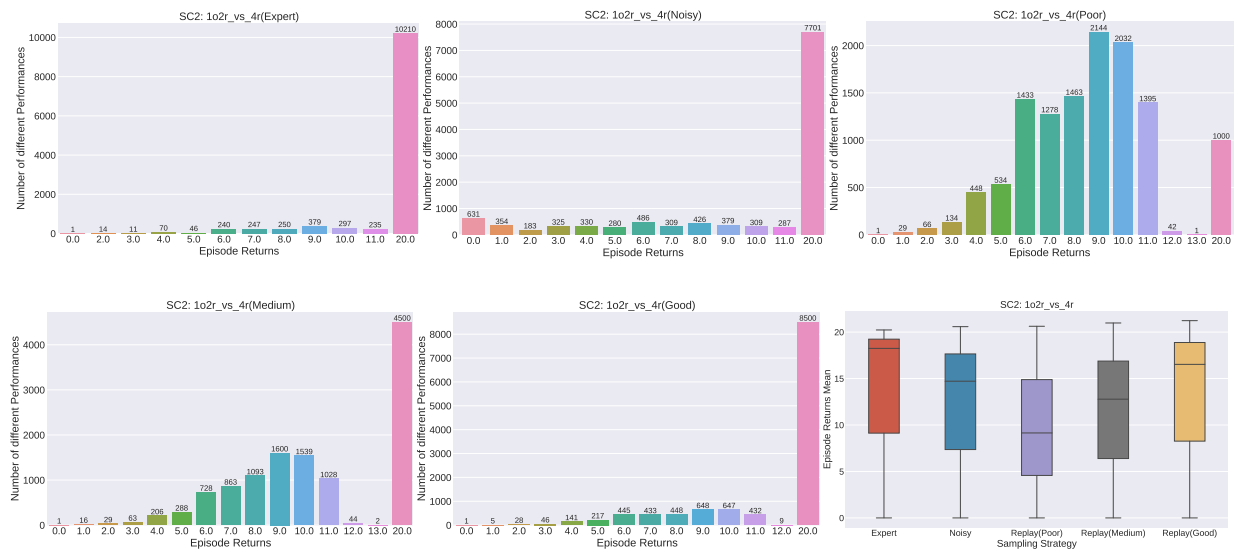 SC2: 1o2r_vs_4r(Expert)
Number of different Performances
10000
8000
6000
4000
2000
0
1 14 11 70 46 240 247 250 379 297 235 10210
0.0 2.0 3.0 4.0 5.0 6.0 7.0 8.0 9.0 10.0 11.0 20.0
Episode Returns
SC2: 1o2r_vs_4r(Noisy)
Number of different Performances
8000
7000
6000
5000
4000
3000
2000
1000
0
631 354 183 325 330 280 486 309 426 379 309 287 7701
0.0 1.0 2.0 3.0 4.0 5.0 6.0 7.0 8.0 9.0 10.0 11.0 20.0
Episode Returns
SC2: 1o2r_vs_4r(Poor)
Number of different Performances
2000
1500
1000
500
0
1 29 66 134 448 534 1433 1278 1463 2144 2032 1395 42 1 1000
0.0 1.0 2.0 3.0 4.0 5.0 6.0 7.0 8.0 9.0 10.0 11.0 12.0 13.0 20.0
Episode Returns
SC2: 1o2r_vs_4r(Medium)
Number of different Performances
4000
3000
2000
1000
0
1 16 29 63 206 288 728 863 1093 1600 1539 1028 44 2 4500
0.0 1.0 2.0 3.0 4.0 5.0 6.0 7.0 8.0 9.0 10.0 11.0 12.0 13.0 20.0
Episode Returns
SC2: 1o2r_vs_4r(Good)
Number of different Performances
8000
7000
6000
5000
4000
3000
2000
1000
0
1 5 28 46 141 217 445 433 448 648 647 432 9 8500
0.0 1.0 2.0 3.0 4.0 5.0 6.0 7.0 8.0 9.0 10.0 11.0 12.0 20.0
Episode Returns
SC2: 1o2r_vs_4r
Episode Returns Mean
20
15
10
5
0
Expert Noisy Replay(Poor) Replay(Medium) Replay(Good)
Sampling Strategy